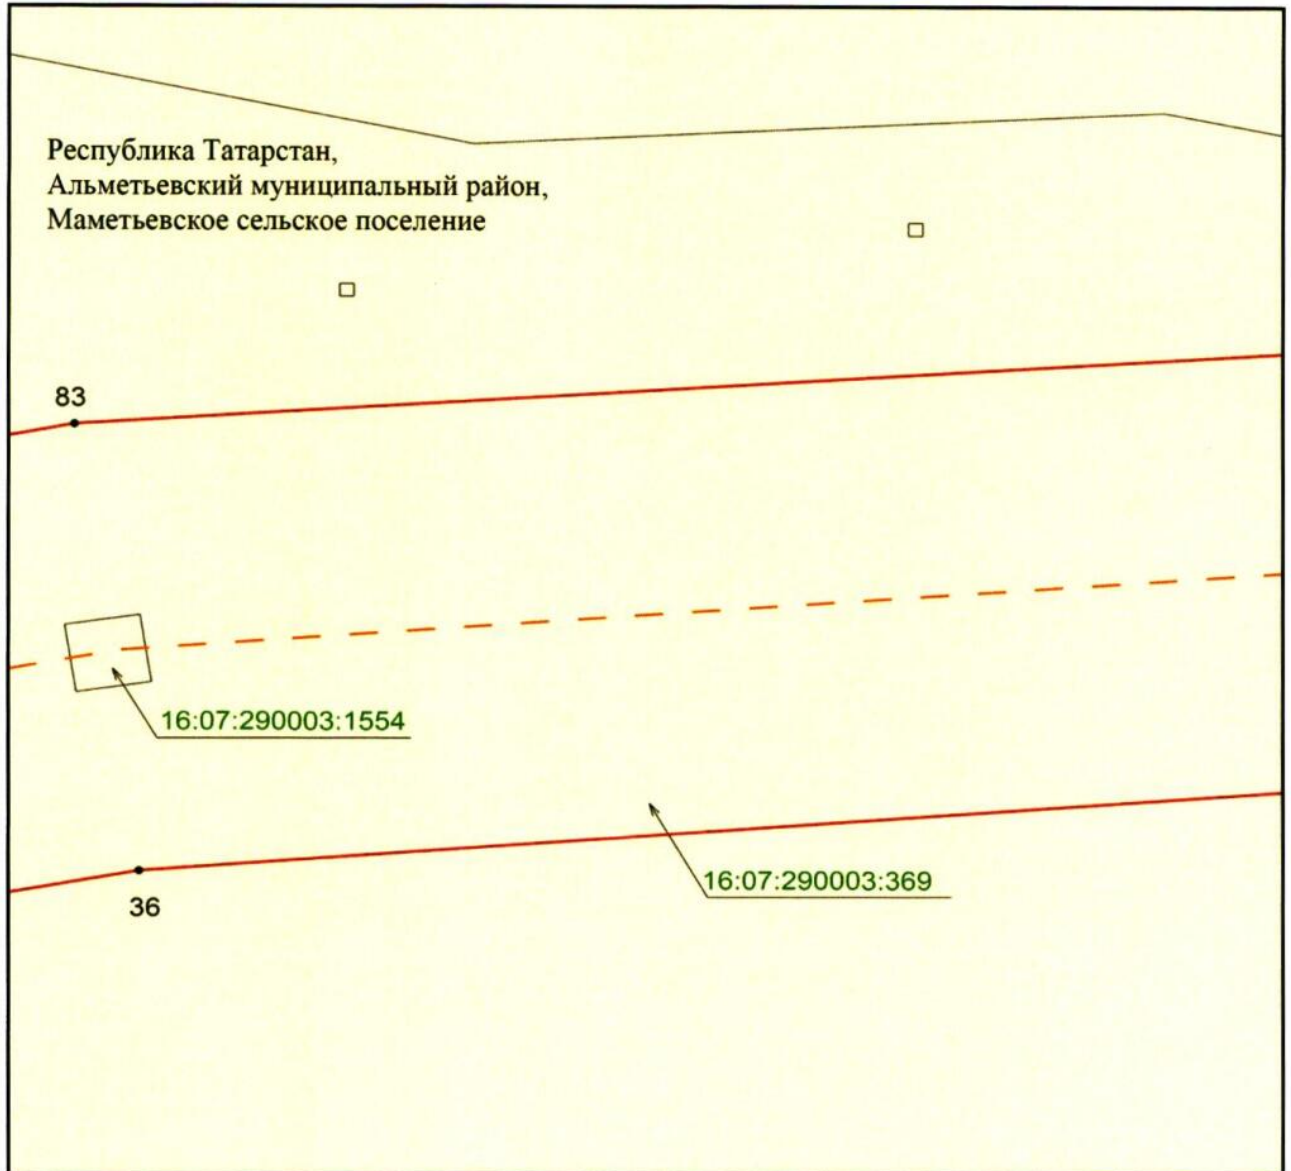 Республика Татарстан,
Альметьевский муниципальный район,
Маметьевское сельское поселение
83
16:07:290003:1554
16:07:290003:369
36